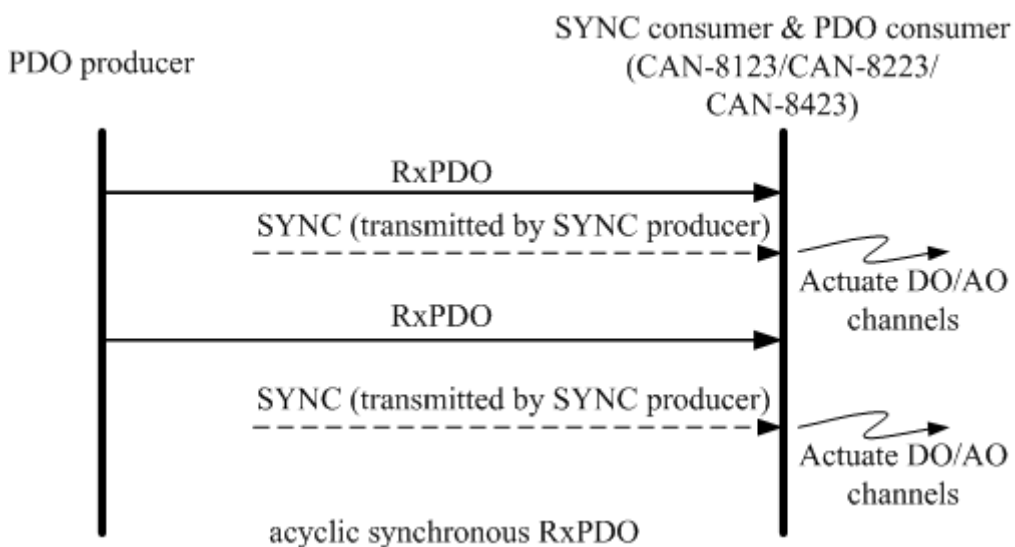 PDO producer
SYNC consumer & PDO consumer
(CAN-8123/CAN-8223/
CAN-8423)
RxPDO
SYNC (transmitted by SYNC producer)
Actuate DO/AO
channels
RxPDO
SYNC (transmitted by SYNC producer)
Actuate DO/AO
channels
acyclic synchronous RxPDO